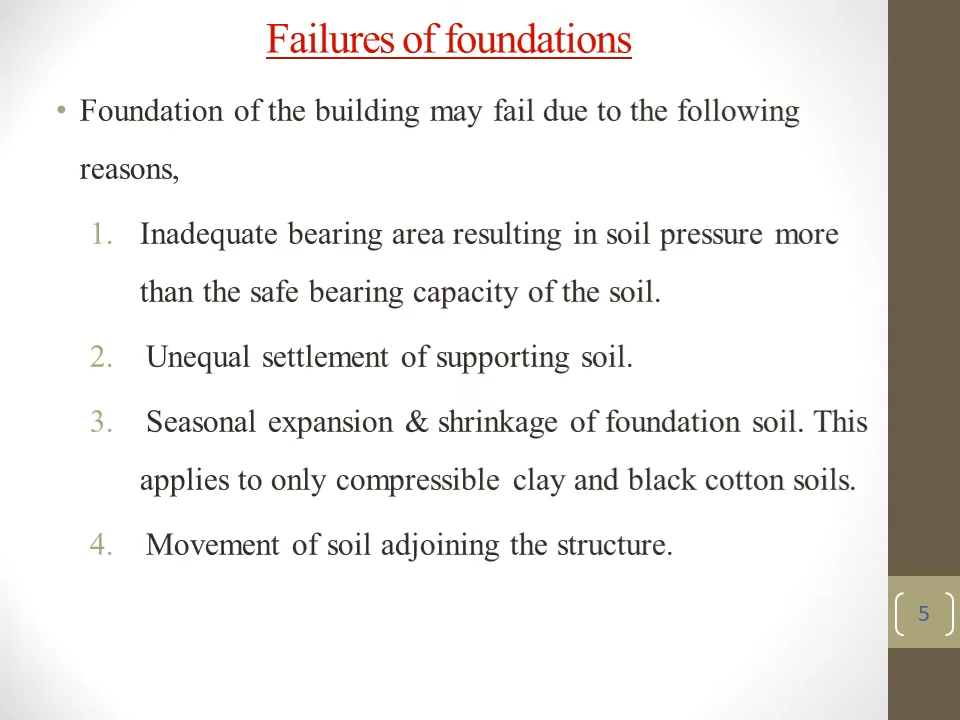 Failures of foundations
• Foundation of the building may fail due to the following
reasons,
1. Inadequate bearing area resulting in soil pressure more
than the safe bearing capacity of the soil.
2. Unequal settlement of supporting soil.
3. Seasonal expansion & shrinkage of foundation soil. This
applies to only compressible clay and black cotton soils.
4. Movement of soil adjoining the structure.
5